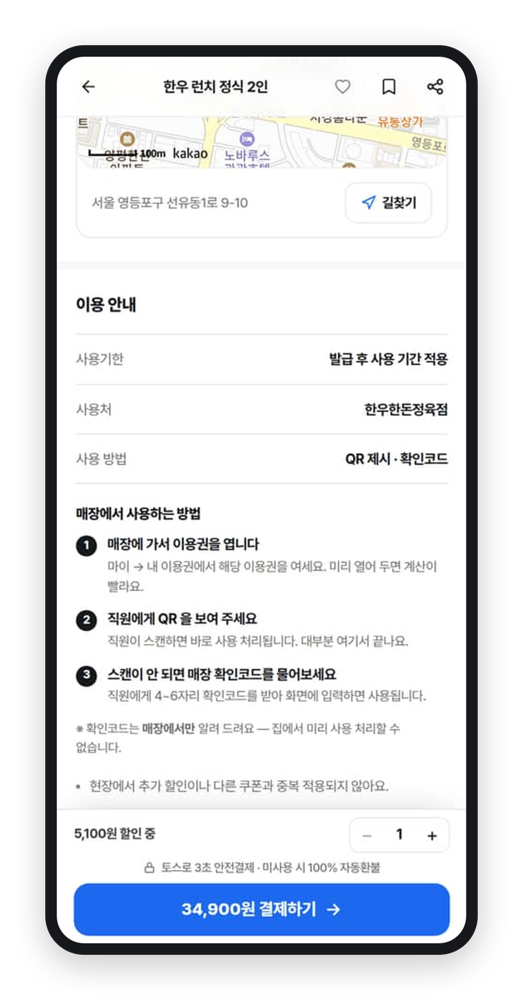 한우 런치 정식 2인
유통상가
트
영등포
100m kakao
노바루스
서울 영등포구 선유동1로 9-10
길찾기
이용 안내
사용기한
발급 후 사용 기간 적용
사용처
한우한돈정육점
사용 방법
QR 제시 · 확인코드
매장에서 사용하는 방법
1 매장에 가서 이용권을 엽니다
마이 → 내 이용권에서 해당 이용권을 여세요. 미리 열어 두면 계산이
빨라요.
2 직원에게 QR 을 보여 주세요
직원이 스캔하면 바로 사용 처리됩니다. 대부분 여기서 끝나요.
3 스캔이 안 되면 매장 확인코드를 물어보세요
직원에게 4~6자리 확인코드를 받아 화면에 입력하면 사용됩니다.
※ 확인코드는 매장에서만 알려 드려요 — 집에서 미리 사용 처리할 수
없습니다.
• 현장에서 추가 할인이나 다른 쿠폰과 중복 적용되지 않아요.
5,100원 할인 중
− 1 +
토스로 3초 안전결제 · 미사용 시 100% 자동환불
34,900원 결제하기 →